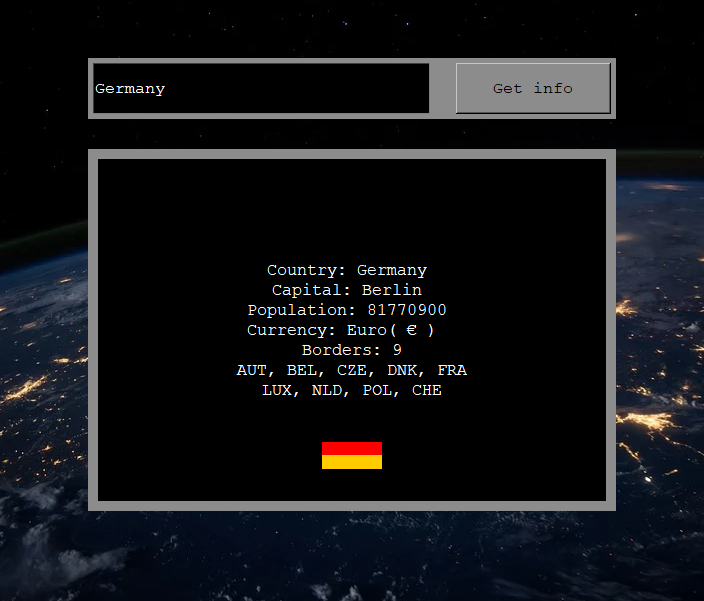 Germany
Get info
Country: Germany
Capital: Berlin
Population: 81770900
Currency: Euro( € )
Borders: 9
AUT, BEL, CZE, DNK, FRA
LUX, NLD, POL, CHE